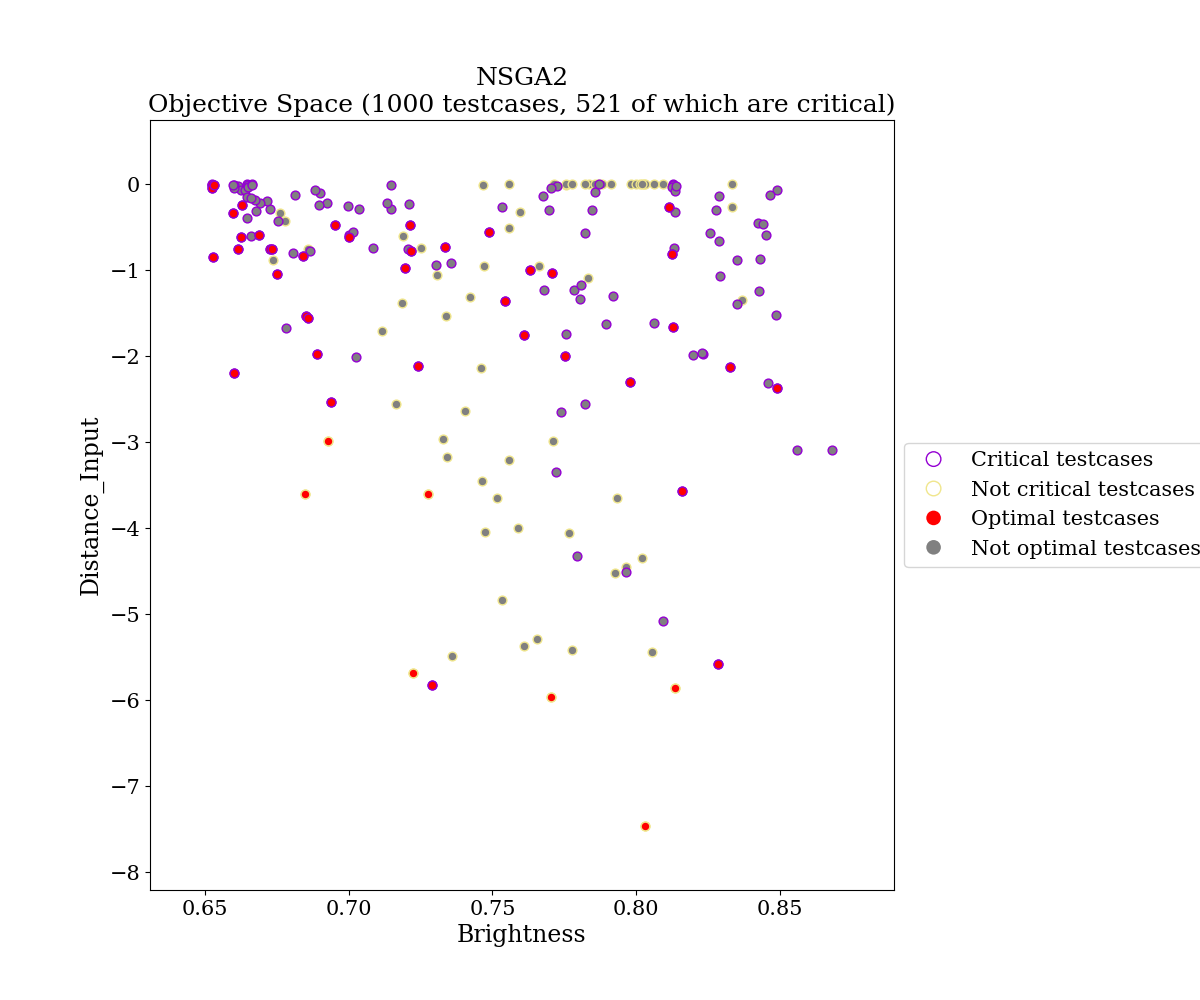 NSGA2
Objective Space (1000 testcases, 521 of which are critical)
0
−1
−2
−3
−4
−5
−6
−7
−8
Distance_Input
0.65 0.70 0.75 0.80 0.85
Brightness
Critical testcases
Not critical testcases
Optimal testcases
Not optimal testcases